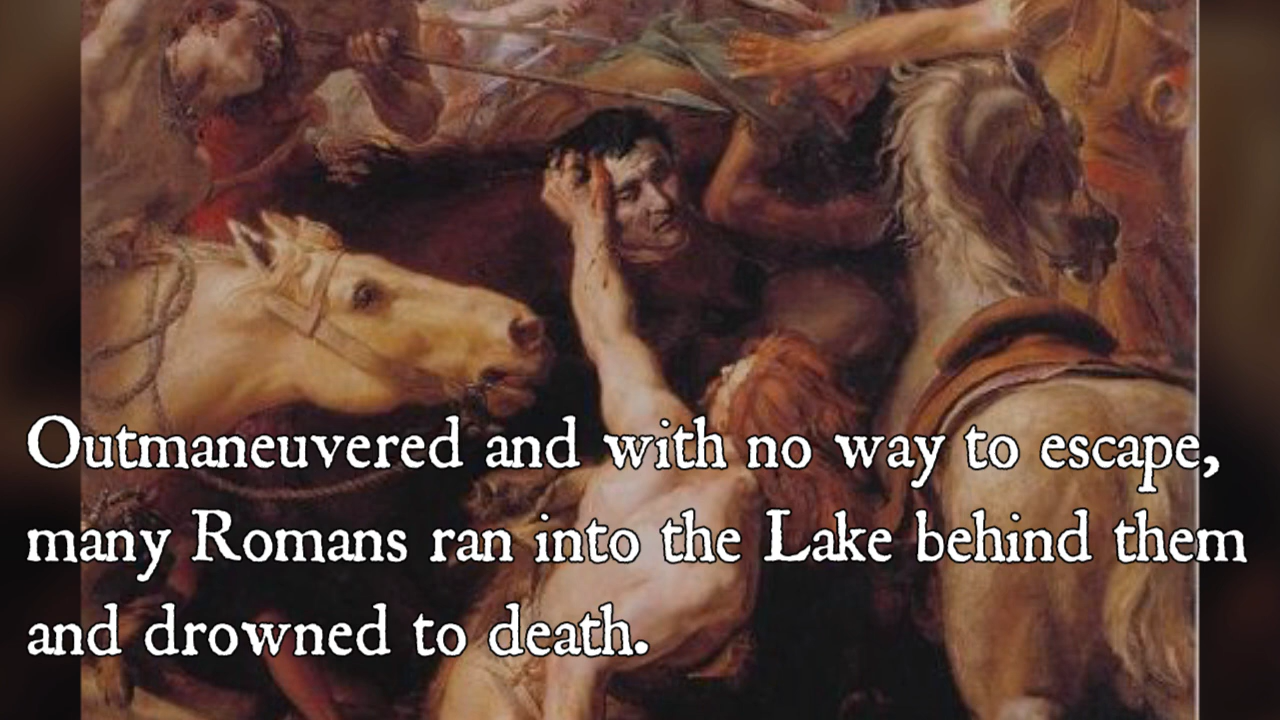 Outmaneuvered and with no way to escape,
many Romans ran into the Lake behind them
and drowned to death.